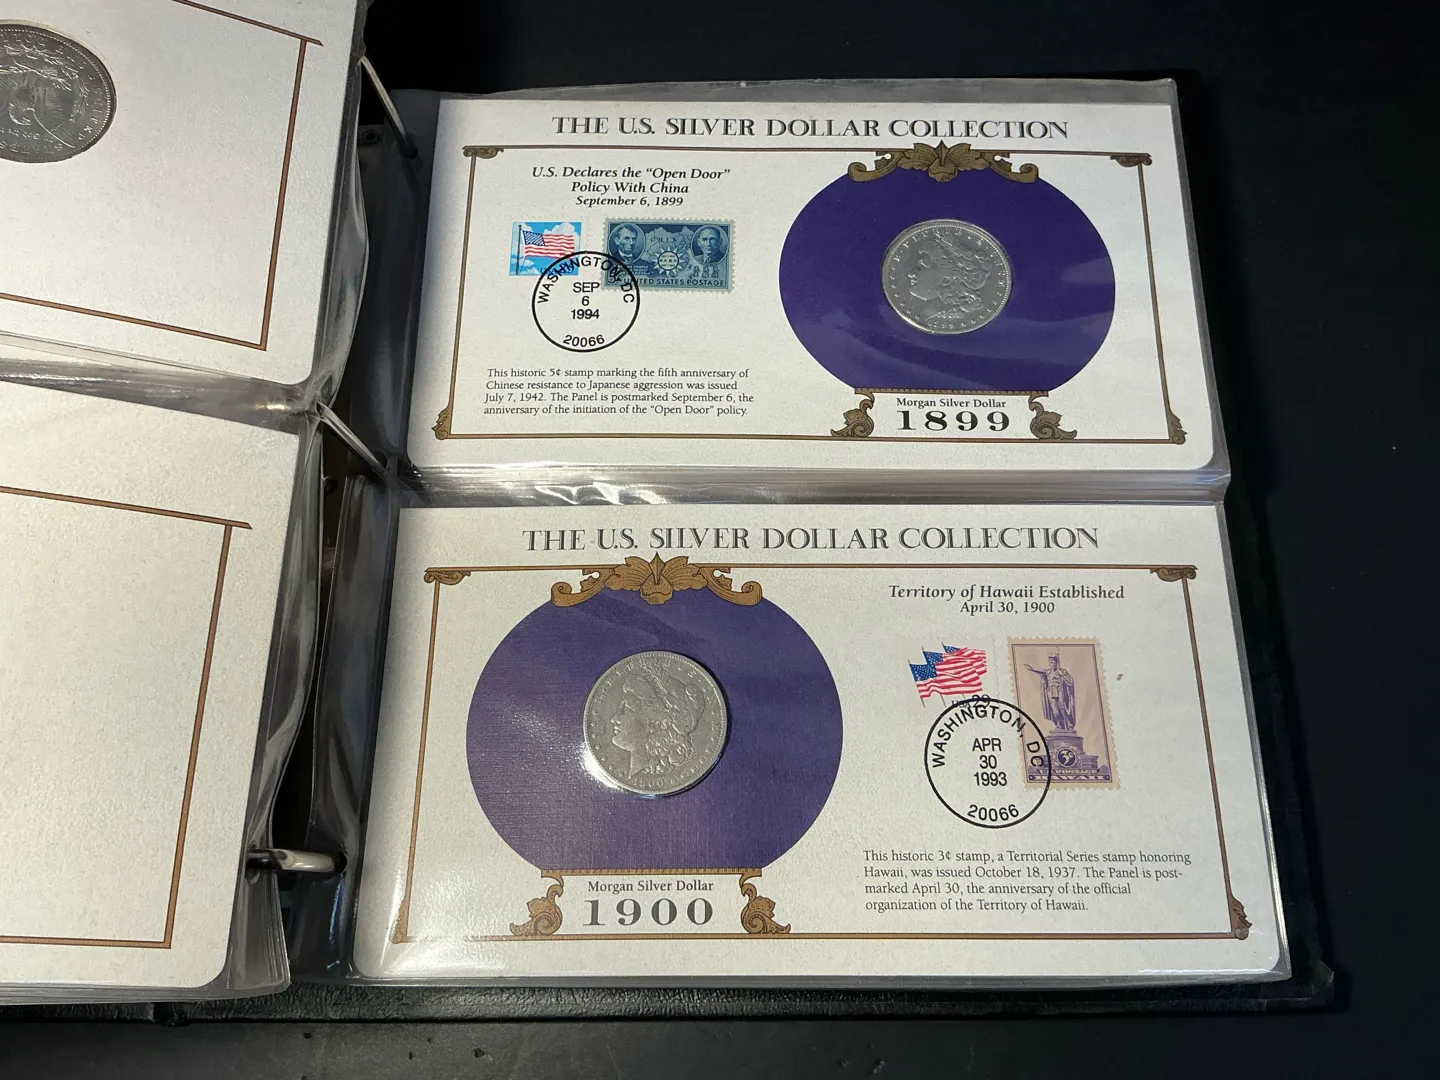 THE U.S. SILVER DOLLAR COLLECTION
U.S. Declares the “Open Door”
Policy With China
September 6, 1899
UNITED STATES POSTAGE
WASHINGTON, DC
SEP
6
1994
20066
This historic 5¢ stamp marking the fifth anniversary of
Chinese resistance to Japanese aggression was issued
July 7, 1942. The Panel is postmarked September 6, the
anniversary of the initiation of the “Open Door” policy.
Morgan Silver Dollar
1899
THE U.S. SILVER DOLLAR COLLECTION
Morgan Silver Dollar
1900
Territory of Hawaii Established
April 30, 1900
USA 29
WASHINGTON, DC
APR
30
1993
20066
U.S. POSTAGE
HAWAII
This historic 3¢ stamp, a Territorial Series stamp honoring
Hawaii, was issued October 18, 1937. The Panel is post-
marked April 30, the anniversary of the official
organization of the Territory of Hawaii.